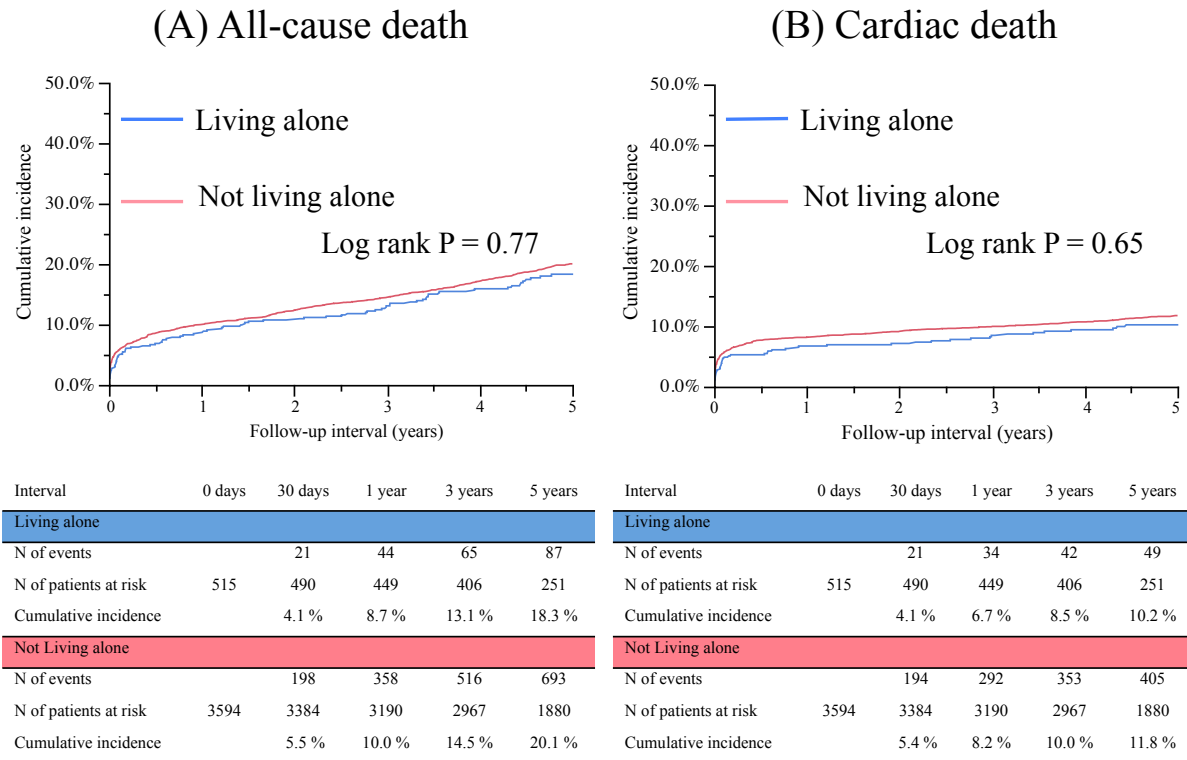 (A) All-cause death
50.0%
40.0%
30.0%
20.0%
10.0%
0.0%
Cumulative incidence
Living alone
Not living alone
Log rank P = 0.77
0 1 2 3 4 5
Follow-up interval (years)
Interval 0 days 30 days 1 year 3 years 5 years
Living alone
N of events 21 44 65 87
N of patients at risk 515 490 449 406 251
Cumulative incidence 4.1 % 8.7 % 13.1 % 18.3 %
Not Living alone
N of events 198 358 516 693
N of patients at risk 3594 3384 3190 2967 1880
Cumulative incidence 5.5 % 10.0 % 14.5 % 20.1 %
(B) Cardiac death
50.0%
40.0%
30.0%
20.0%
10.0%
0.0%
Cumulative incidence
Living alone
Not living alone
Log rank P = 0.65
0 1 2 3 4 5
Follow-up interval (years)
Interval 0 days 30 days 1 year 3 years 5 years
Living alone
N of events 21 34 42 49
N of patients at risk 515 490 449 406 251
Cumulative incidence 4.1 % 6.7 % 8.5 % 10.2 %
Not Living alone
N of events 194 292 353 405
N of patients at risk 3594 3384 3190 2967 1880
Cumulative incidence 5.4 % 8.2 % 10.0 % 11.8 %